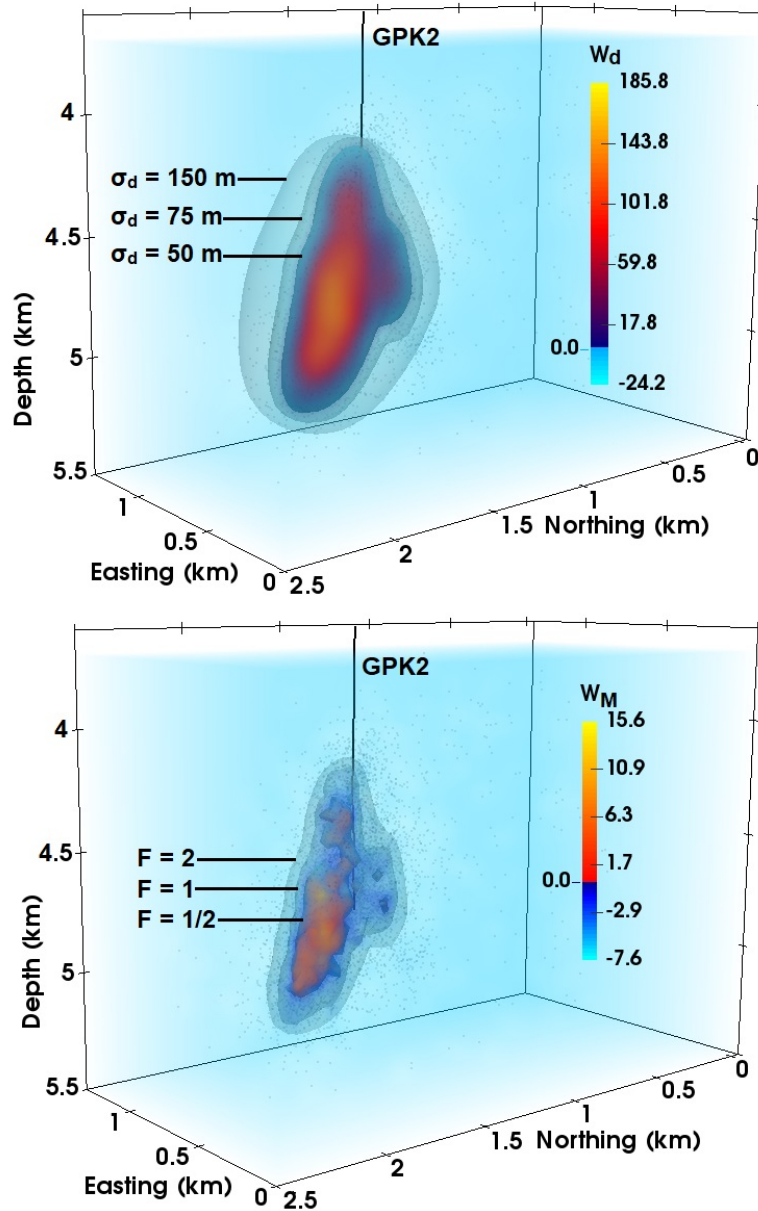 GPK2
W_d
185.8
4
143.8
σ_d = 150 m
101.8
σ_d = 75 m
4.5
σ_d = 50 m
59.8
17.8
0.0
5
-24.2
Depth (km)
5.5
0
1
0.5
1
0.5
1.5
Northing (km)
2
Easting (km)
0
2.5
GPK2
W_M
15.6
4
10.9
6.3
4.5
F = 2
1.7
F = 1
0.0
F = 1/2
-2.9
5
-7.6
Depth (km)
5.5
0
1
0.5
1
0.5
1.5
Northing (km)
2
Easting (km)
0
2.5